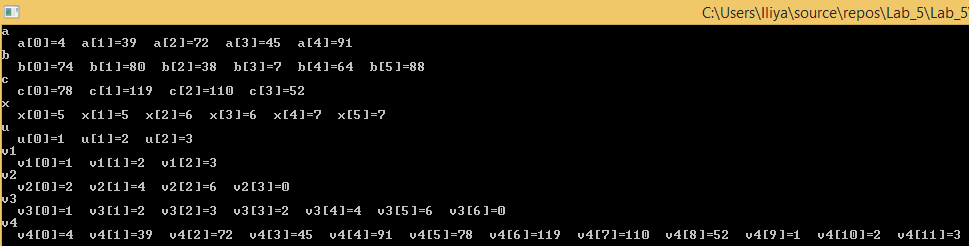 C:\Users\Iliya\source\repos\Lab_5\Lab_5\
a
a[0]=4 a[1]=39 a[2]=72 a[3]=45 a[4]=91
b
b[0]=74 b[1]=80 b[2]=38 b[3]=7 b[4]=64 b[5]=88
c
c[0]=78 c[1]=119 c[2]=110 c[3]=52
x
x[0]=5 x[1]=5 x[2]=6 x[3]=6 x[4]=7 x[5]=7
u
u[0]=1 u[1]=2 u[2]=3
v1
v1[0]=1 v1[1]=2 v1[2]=3
v2
v2[0]=2 v2[1]=4 v2[2]=6 v2[3]=0
v3
v3[0]=1 v3[1]=2 v3[2]=3 v3[3]=2 v3[4]=4 v3[5]=6 v3[6]=0
v4
v4[0]=4 v4[1]=39 v4[2]=72 v4[3]=45 v4[4]=91 v4[5]=78 v4[6]=119 v4[7]=110 v4[8]=52 v4[9]=1 v4[10]=2 v4[11]=3